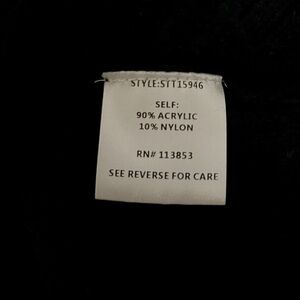 STYLE:STT15946
SELF:
90% ACRYLIC
10% NYLON
RN# 113853
SEE REVERSE FOR CARE